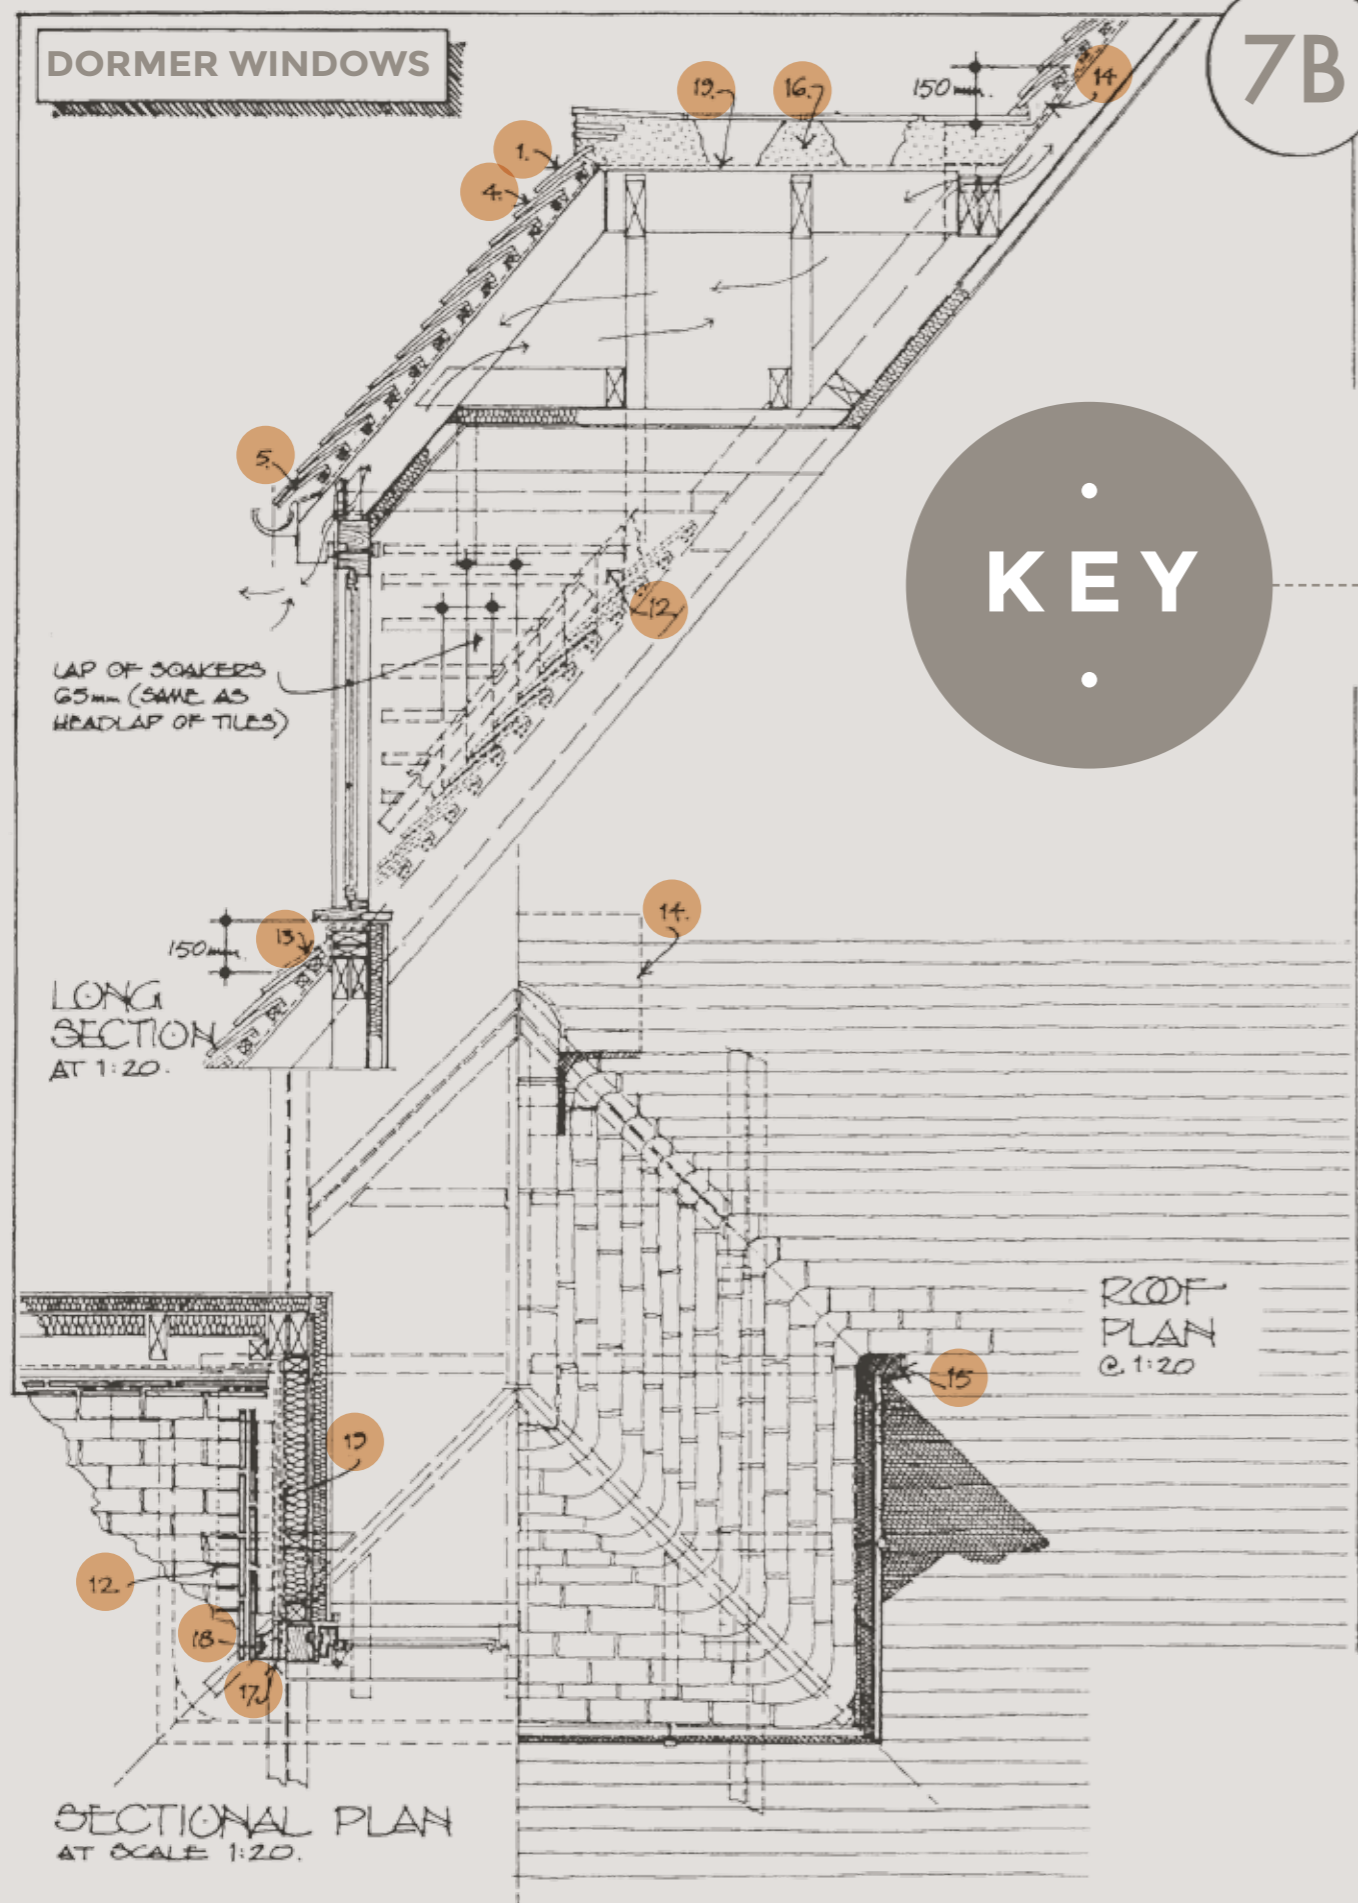 DORMER WINDOWS
7B
19.
16.
150mm.
14
1.
4.
5.
KEY
12
LAP OF SOAKERS
65mm (SAME AS
HEADLAP OF TILES)
14.
13
150mm.
LONG
SECTION
AT 1:20.
ROOF
PLAN
@ 1:20
15
19
12
18
17
SECTIONAL PLAN
AT SCALE 1:20.